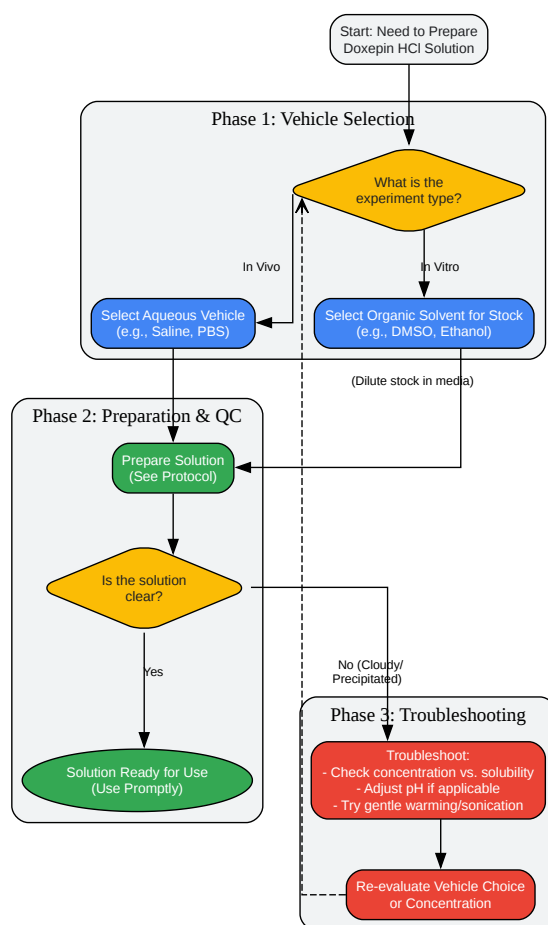 Start: Need to Prepare
Doxepin HCl Solution
Phase 1: Vehicle Selection
What is the
experiment type?
In Vivo
In Vitro
Select Aqueous Vehicle
(e.g., Saline, PBS)
Select Organic Solvent for Stock
(e.g., DMSO, Ethanol)
(Dilute stock in media)
Phase 2: Preparation & QC
Prepare Solution
(See Protocol)
Is the solution
clear?
Yes
No (Cloudy/
Precipitated)
Solution Ready for Use
(Use Promptly)
Phase 3: Troubleshooting
Troubleshoot:
- Check concentration vs. solubility
- Adjust pH if applicable
- Try gentle warming/sonication
Re-evaluate Vehicle Choice
or Concentration